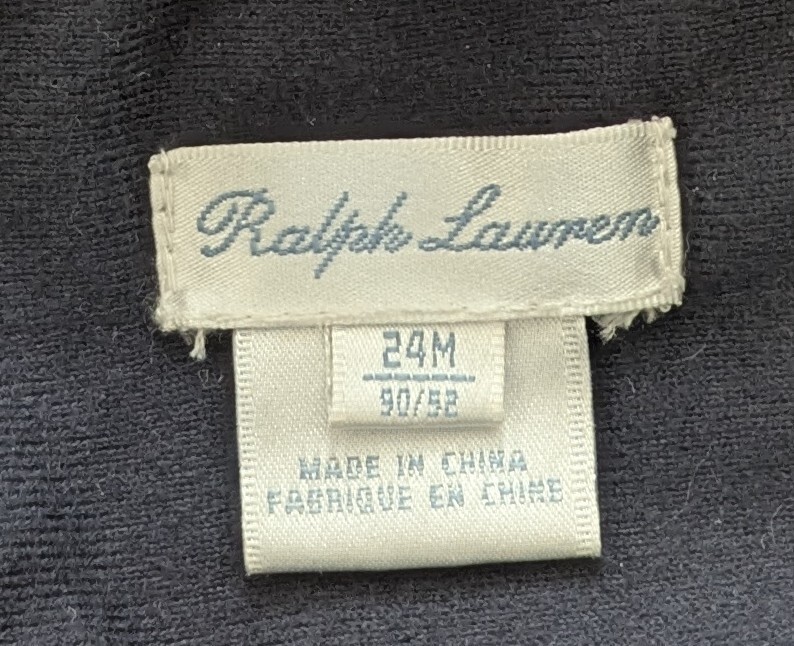 Ralph Lauren
24M
90/52
MADE IN CHINA
FABRIQUE EN CHINE